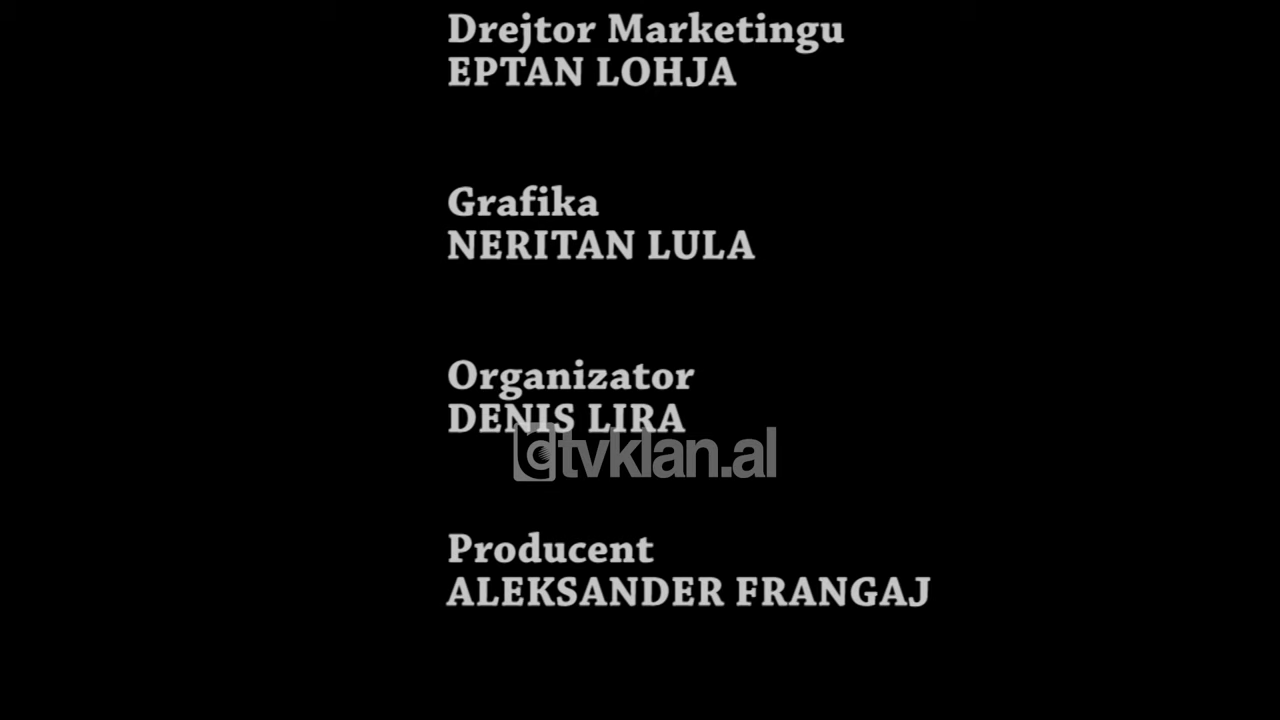 Drejtor Marketingu
EPTAN LOHJA
Grafika
NERITAN LULA
Organizator
DENIS LIRA
tvklan.al
Producent
ALEKSANDER FRANGAJ